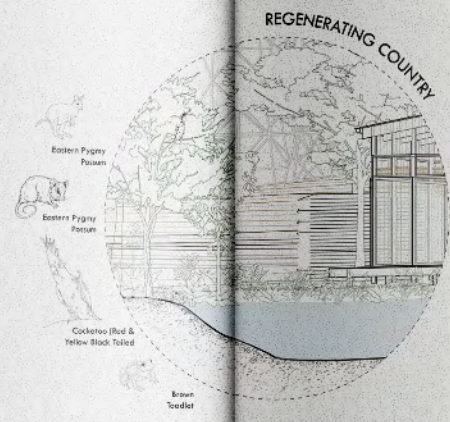 REGENERATING COUNTRY
Eastern Pygmy
Possum
Eastern Pygmy
Possum
Cockatoo (Red &
Yellow Black Tailed
Brown
Toadlet